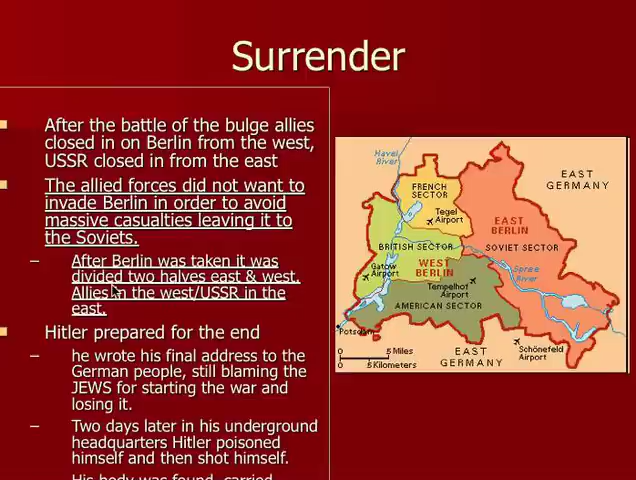 Surrender
After the battle of the bulge allies
closed in on Berlin from the west,
USSR closed in from the east
The allied forces did not want to
invade Berlin in order to avoid
massive casualties leaving it to
the Soviets.
– After Berlin was taken it was
divided two halves east & west.
Allies in the west/USSR in the
east.
Hitler prepared for the end
– he wrote his final address to the
German people, still blaming the
JEWS for starting the war and
losing it.
– Two days later in his underground
headquarters Hitler poisoned
himself and then shot himself.
– His body was found, carried
Havel
River
FRENCH
SECTOR
EAST
GERMANY
Tegel
Airport
EAST
BERLIN
BRITISH SECTOR
SOVIET SECTOR
WEST
BERLIN
Gatow
Airport
Spree
River
Tempelhof
Airport
AMERICAN SECTOR
Potsdam
0 5 Miles
0 5 Kilometers
EAST
GERMANY
Schönefeld
Airport